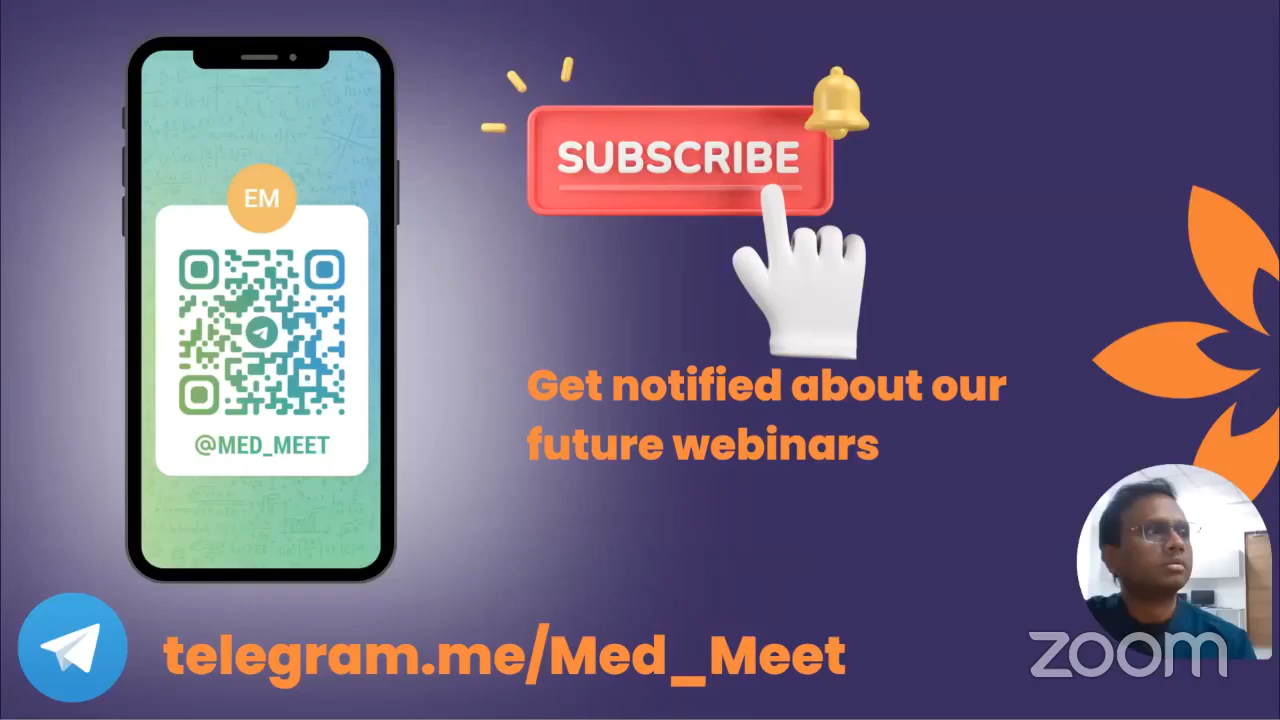 EM
@MED_MEET
SUBSCRIBE
Get notified about our
future webinars
telegram.me/Med_Meet
zoom